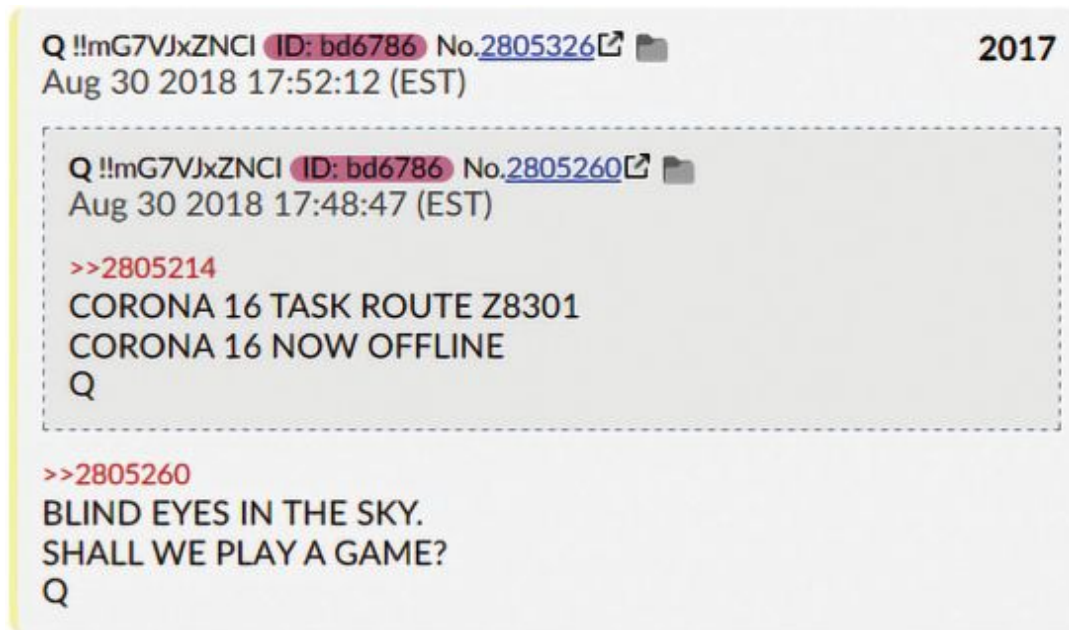 Q !!mG7VJxZNCI ID: bd6786 No.2805326 2017
Aug 30 2018 17:52:12 (EST)
Q !!mG7VJxZNCI ID: bd6786 No.2805260
Aug 30 2018 17:48:47 (EST)
>>2805214
CORONA 16 TASK ROUTE Z8301
CORONA 16 NOW OFFLINE
Q
>>2805260
BLIND EYES IN THE SKY.
SHALL WE PLAY A GAME?
Q